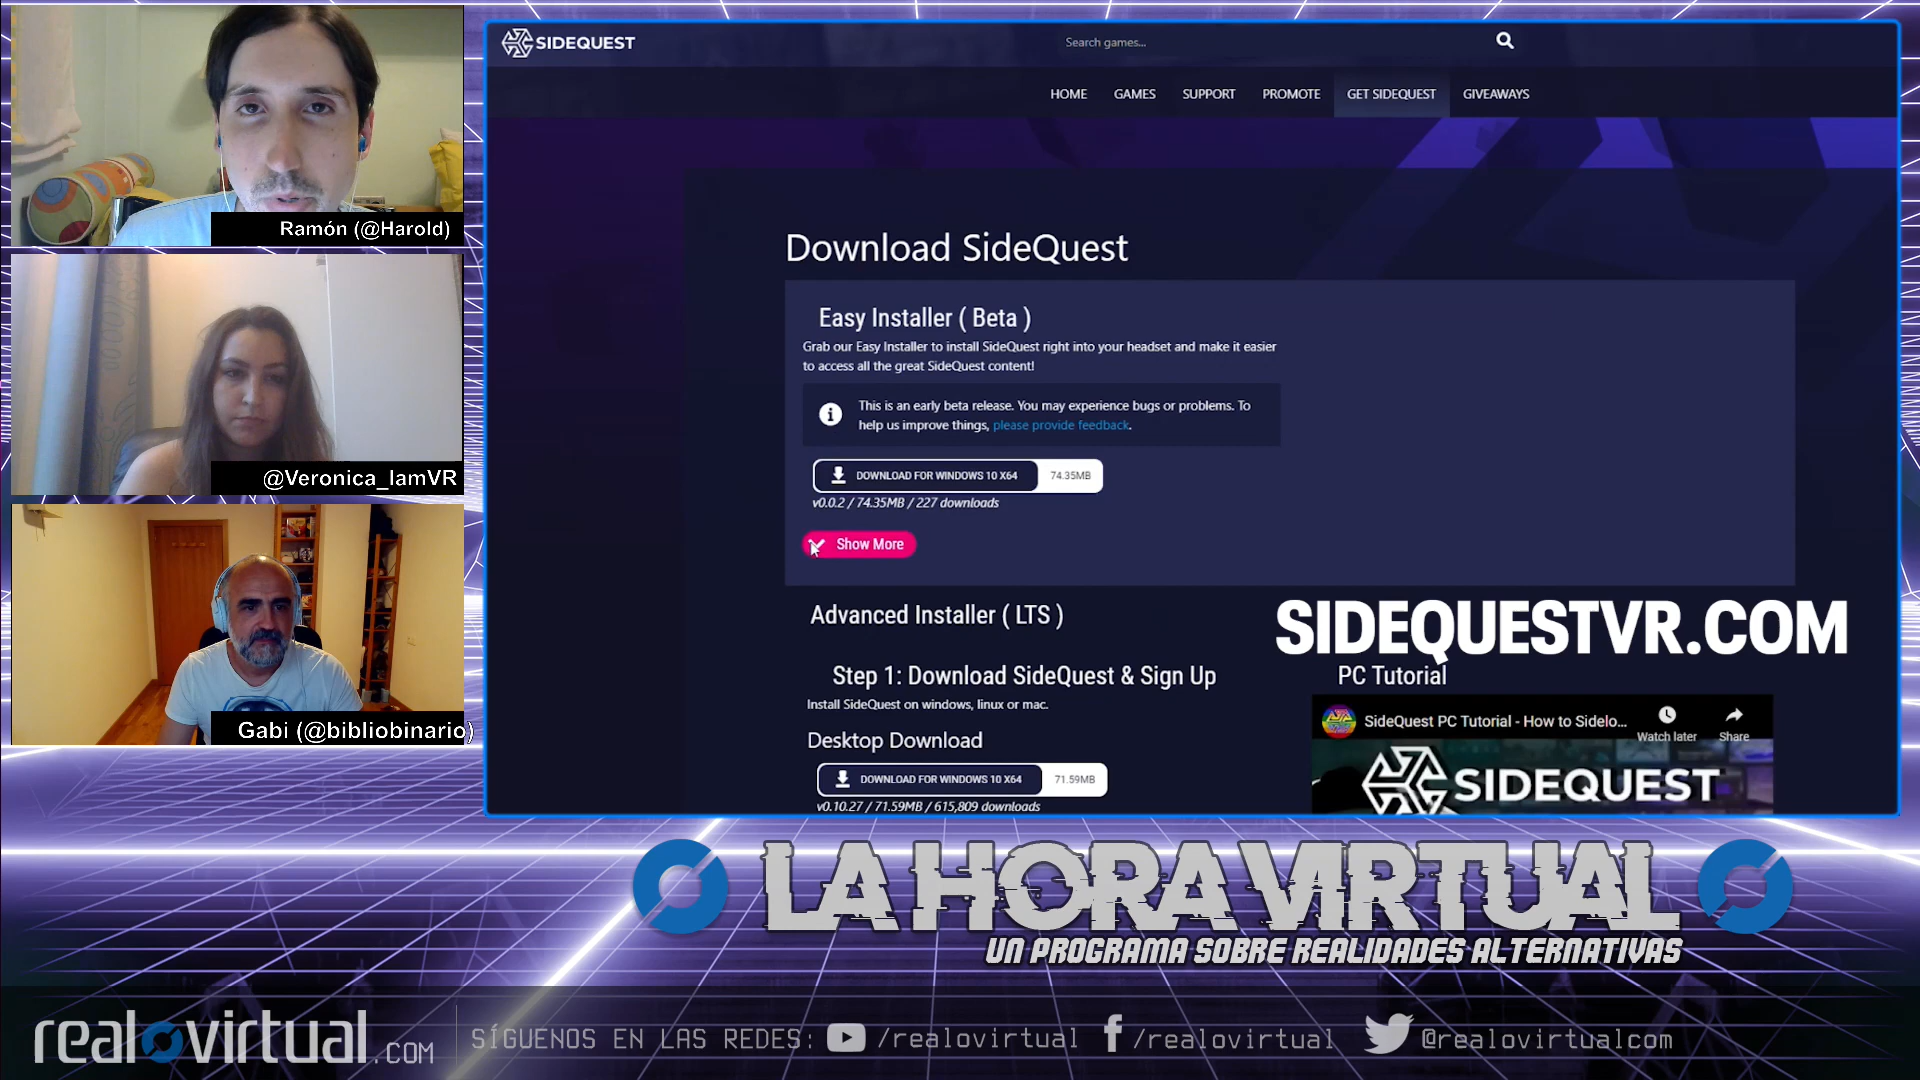 Ramón (@Harold)
@Veronica_IamVR
Gabi (@bibliobinario)
SIDEQUEST
Search games...
HOME GAMES SUPPORT PROMOTE GET SIDEQUEST GIVEAWAYS
Download SideQuest
Easy Installer ( Beta )
Grab our Easy Installer to install SideQuest right into your headset and make it easier
to access all the great SideQuest content!
This is an early beta release. You may experience bugs or problems. To
help us improve things, please provide feedback.
DOWNLOAD FOR WINDOWS 10 X64 74.35MB
v0.0.2 / 74.35MB / 227 downloads
Show More
Advanced Installer ( LTS )
SIDEQUESTVR.COM
Step 1: Download SideQuest & Sign Up
Install SideQuest on windows, linux or mac.
Desktop Download
DOWNLOAD FOR WINDOWS 10 X64 71.59MB
v0.10.27 / 71.59MB / 615,809 downloads
PC Tutorial
SideQuest PC Tutorial - How to Sidelo...
Watch later Share
SIDEQUEST
LA HORA VIRTUAL
UN PROGRAMA SOBRE REALIDADES ALTERNATIVAS
realovirtual.com
SÍGUENOS EN LAS REDES: /realovirtual /realovirtual @realovirtualcom